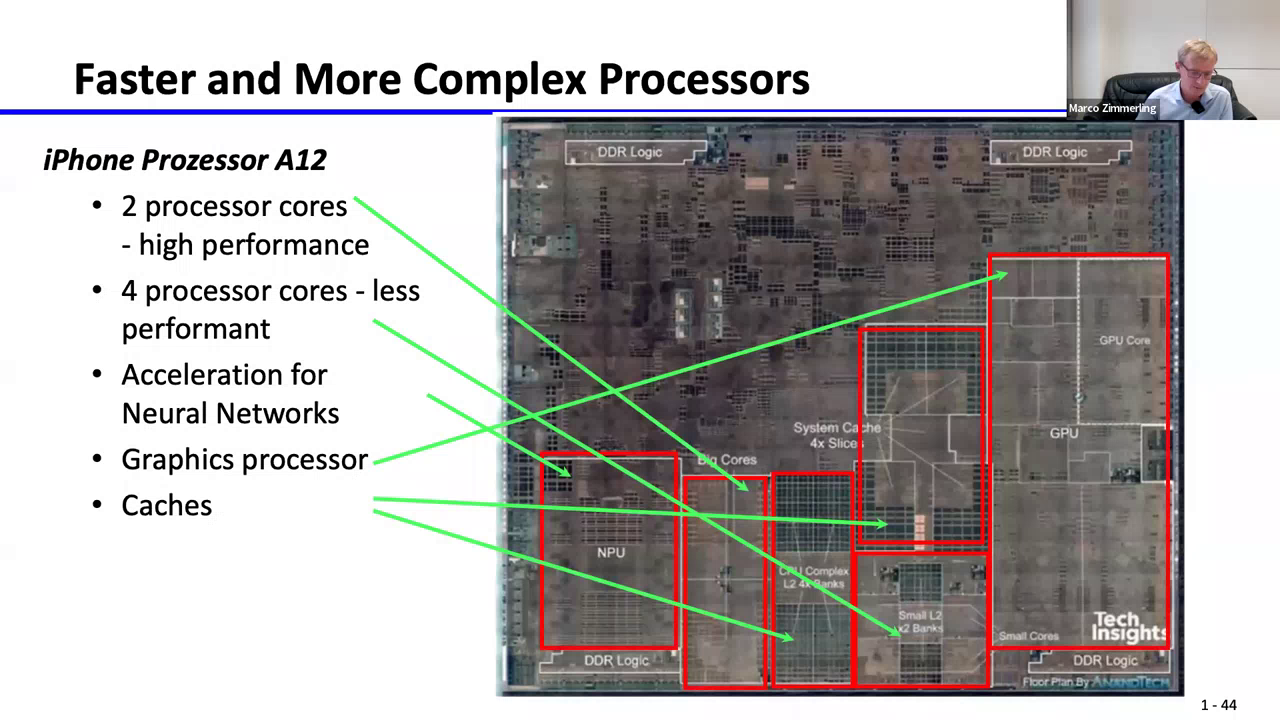 Faster and More Complex Processors
Marco Zimmerling
iPhone Prozessor A12
• 2 processor cores
- high performance
• 4 processor cores - less
performant
• Acceleration for
Neural Networks
• Graphics processor
• Caches
DDR Logic
DDR Logic
GPU Core
System Cache
4x Slices
GPU
Big Cores
NPU
CPU Complex
L2 4x Banks
Small L2
x2 Banks
Small Cores
Tech
Insights
DDR Logic
DDR Logic
Floor Plan By ANANDTECH
1 - 44